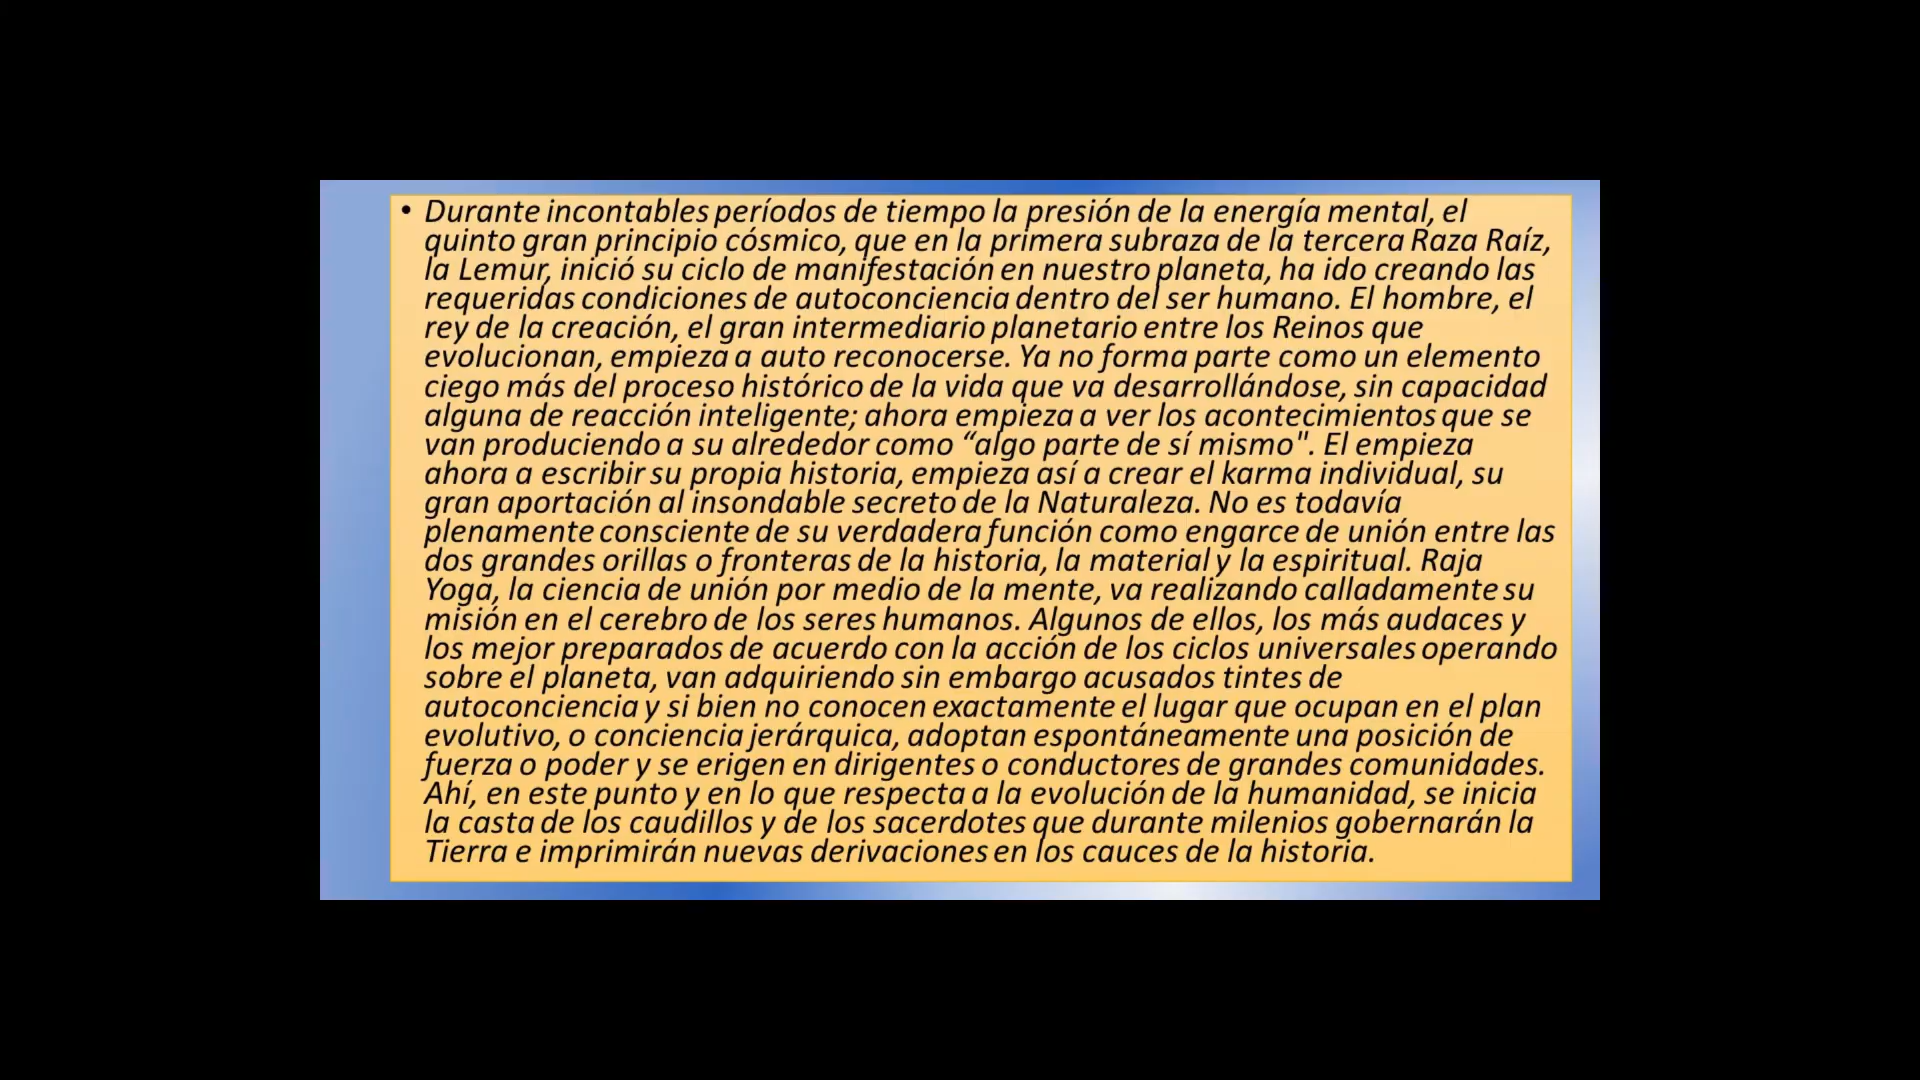 • Durante incontables períodos de tiempo la presión de la energía mental, el
quinto gran principio cósmico, que en la primera subraza de la tercera Raza Raíz,
la Lemur, inició su ciclo de manifestación en nuestro planeta, ha ido creando las
requeridas condiciones de autoconciencia dentro del ser humano. El hombre, el
rey de la creación, el gran intermediario planetario entre los Reinos que
evolucionan, empieza a auto reconocerse. Ya no forma parte como un elemento
ciego más del proceso histórico de la vida que va desarrollándose, sin capacidad
alguna de reacción inteligente; ahora empieza a ver los acontecimientos que se
van produciendo a su alrededor como “algo parte de sí mismo". El empieza
ahora a escribir su propia historia, empieza así a crear el karma individual, su
gran aportación al insondable secreto de la Naturaleza. No es todavía
plenamente consciente de su verdadera función como engarce de unión entre las
dos grandes orillas o fronteras de la historia, la material y la espiritual. Raja
Yoga, la ciencia de unión por medio de la mente, va realizando calladamente su
misión en el cerebro de los seres humanos. Algunos de ellos, los más audaces y
los mejor preparados de acuerdo con la acción de los ciclos universales operando
sobre el planeta, van adquiriendo sin embargo acusados tintes de
autoconciencia y si bien no conocen exactamente el lugar que ocupan en el plan
evolutivo, o conciencia jerárquica, adoptan espontáneamente una posición de
fuerza o poder y se erigen en dirigentes o conductores de grandes comunidades.
Ahí, en este punto y en lo que respecta a la evolución de la humanidad, se inicia
la casta de los caudillos y de los sacerdotes que durante milenios gobernarán la
Tierra e imprimirán nuevas derivaciones en los cauces de la historia.